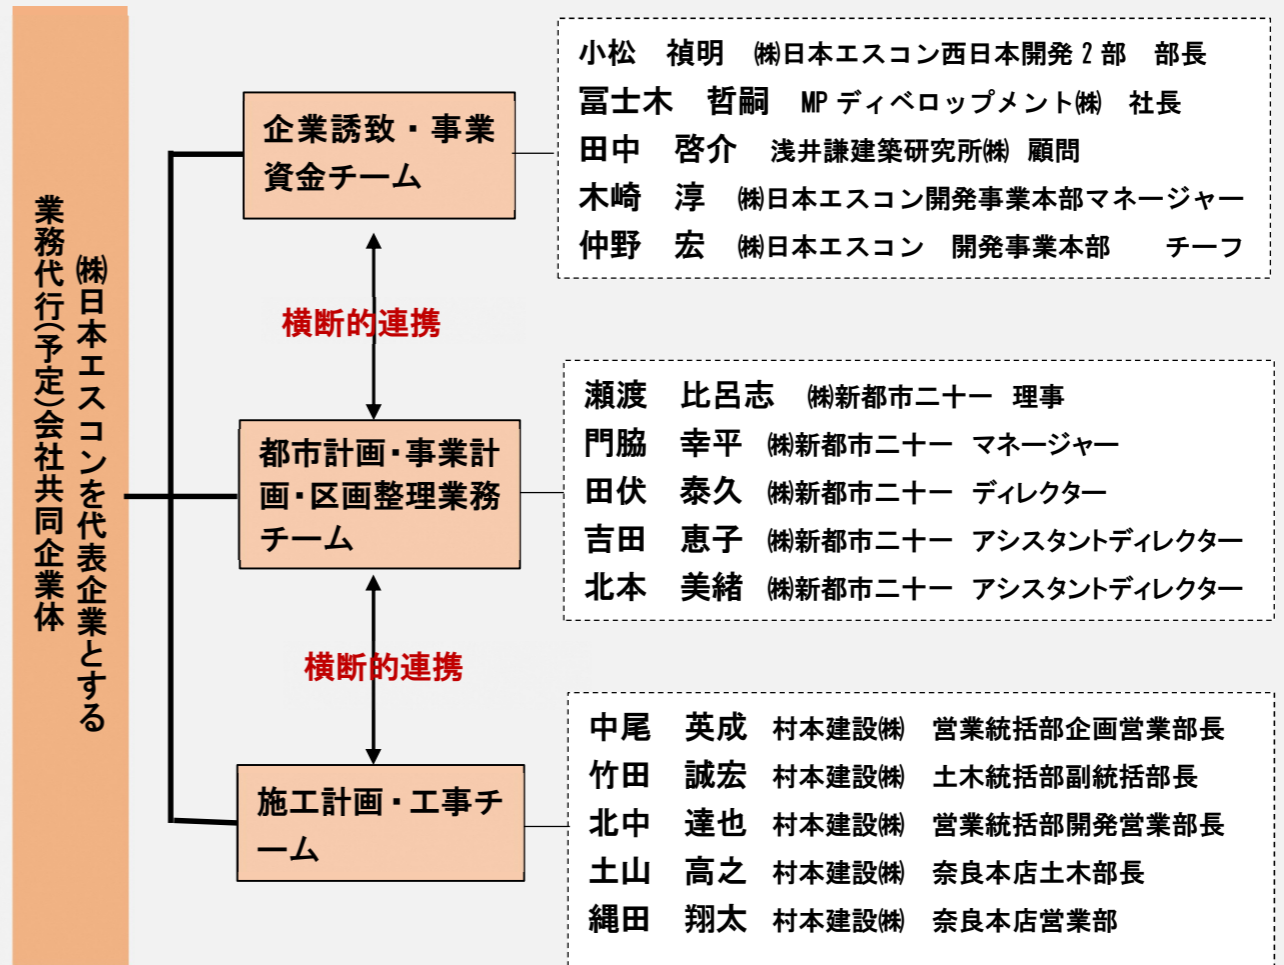 ㈱日本エスコンを代表企業とする
業務代行(予定)会社共同企業体
企業誘致・事業
資金チーム
小松 禎明 ㈱日本エスコン西日本開発2部 部長
冨士木 哲嗣 MPディベロップメント㈱ 社長
田中 啓介 浅井謙建築研究所㈱ 顧問
木崎 淳 ㈱日本エスコン開発事業本部マネージャー
仲野 宏 ㈱日本エスコン 開発事業本部 チーフ
横断的連携
都市計画・事業計
画・区画整理業務
チーム
瀬渡 比呂志 ㈱新都市二十一 理事
門脇 幸平 ㈱新都市二十一 マネージャー
田伏 泰久 ㈱新都市二十一 ディレクター
吉田 恵子 ㈱新都市二十一 アシスタントディレクター
北本 美緒 ㈱新都市二十一 アシスタントディレクター
横断的連携
施工計画・工事チ
ーム
中尾 英成 村本建設㈱ 営業統括部企画営業部長
竹田 誠宏 村本建設㈱ 土木統括部副統括部長
北中 達也 村本建設㈱ 営業統括部開発営業部長
土山 高之 村本建設㈱ 奈良本店土木部長
縄田 翔太 村本建設㈱ 奈良本店営業部